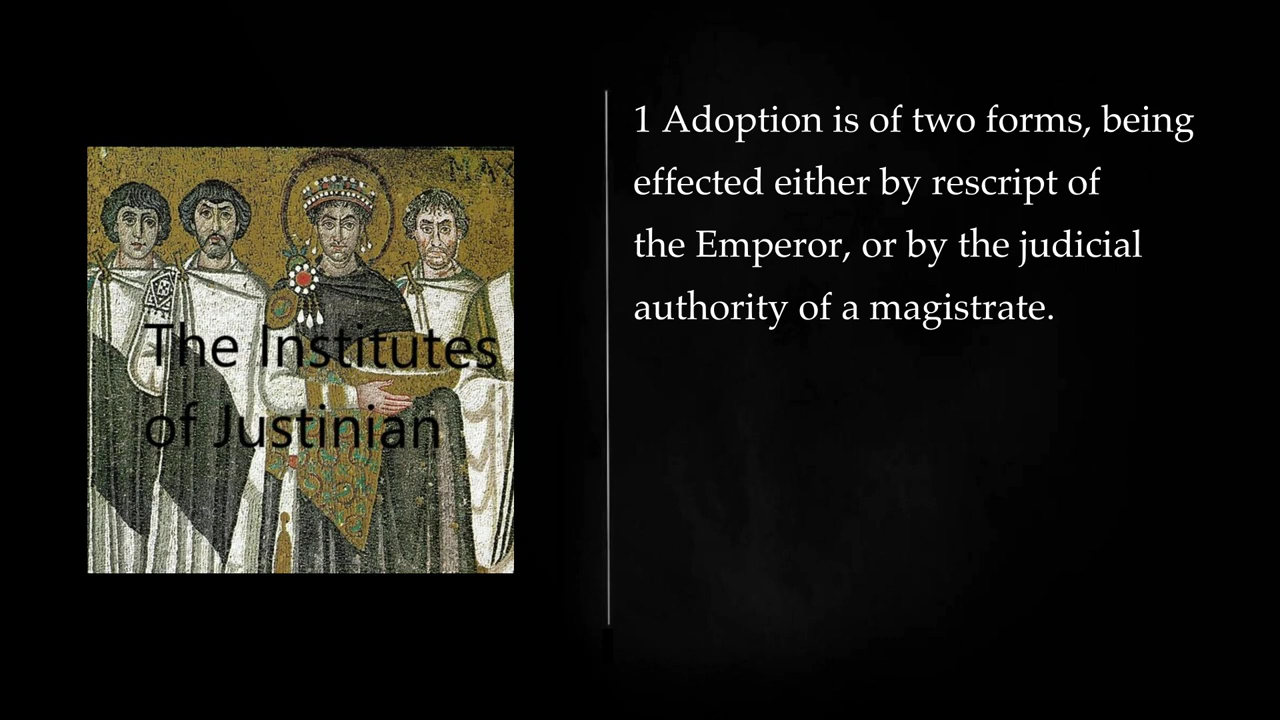 MAX
The Institutes
of Justinian
1 Adoption is of two forms, being
effected either by rescript of
the Emperor, or by the judicial
authority of a magistrate.